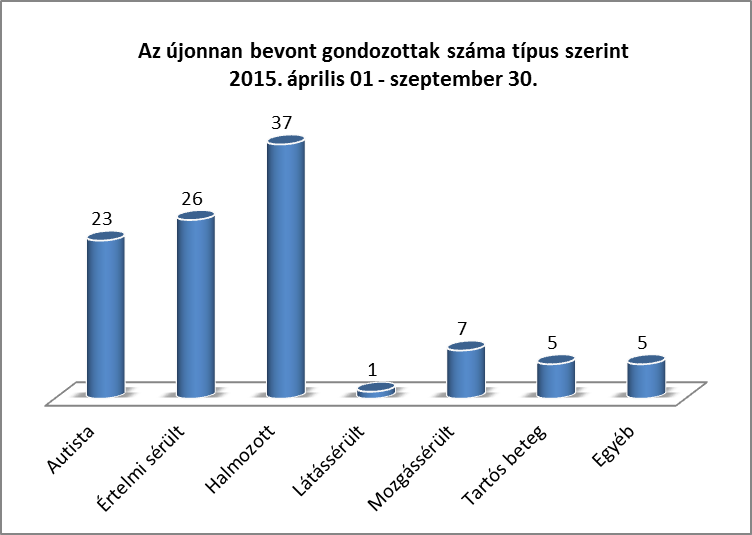 Az újonnan bevont gondozottak száma típus szerint
2015. április 01 - szeptember 30.
23
26
37
1
7
5
5
Autista
Értelmi sérült
Halmozott
Látássérült
Mozgássérült
Tartós beteg
Egyéb